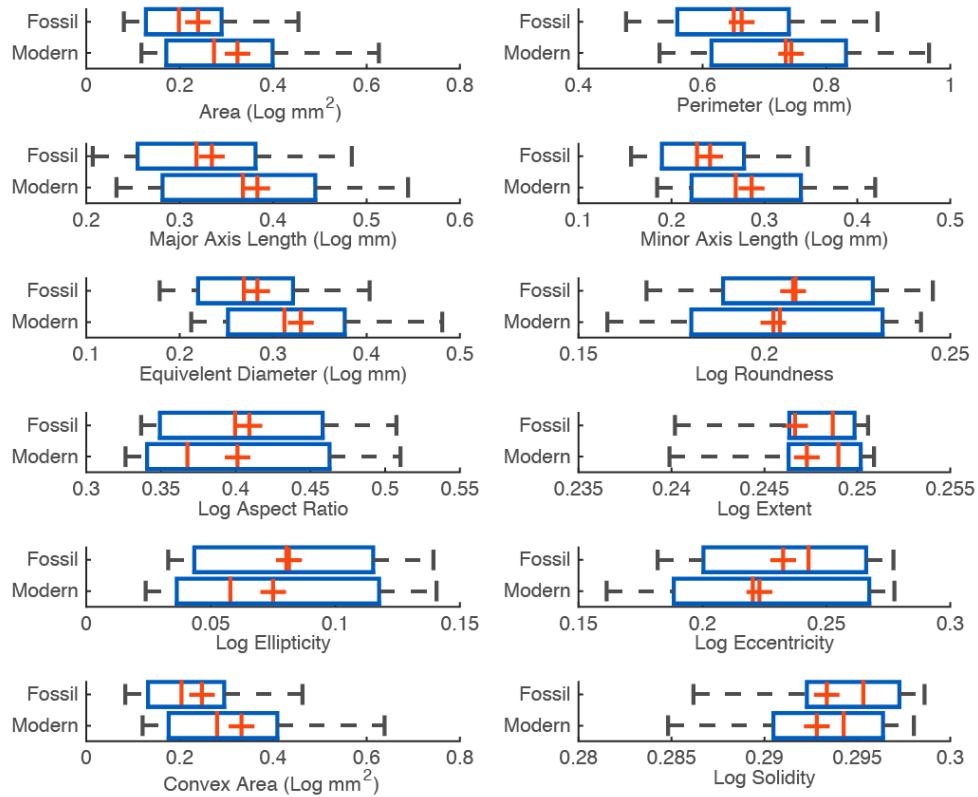 Fossil
Modern
0 0.2 0.4 0.6 0.8
Area (Log mm²)
0.4 0.6 0.8 1
Perimeter (Log mm)
Fossil
Modern
0.2 0.3 0.4 0.5 0.6
Major Axis Length (Log mm)
Fossil
Modern
0.1 0.2 0.3 0.4 0.5
Minor Axis Length (Log mm)
Fossil
Modern
0.1 0.2 0.3 0.4 0.5
Equivelent Diameter (Log mm)
Fossil
Modern
0.15 0.2 0.25
Log Roundness
Fossil
Modern
0.3 0.35 0.4 0.45 0.5 0.55
Log Aspect Ratio
Fossil
Modern
0.235 0.24 0.245 0.25 0.255
Log Extent
Fossil
Modern
0 0.05 0.1 0.15
Log Ellipticity
Fossil
Modern
0.15 0.2 0.25 0.3
Log Eccentricity
Fossil
Modern
0 0.2 0.4 0.6 0.8
Convex Area (Log mm²)
Fossil
Modern
0.28 0.285 0.29 0.295 0.3
Log Solidity
Fossil
Modern